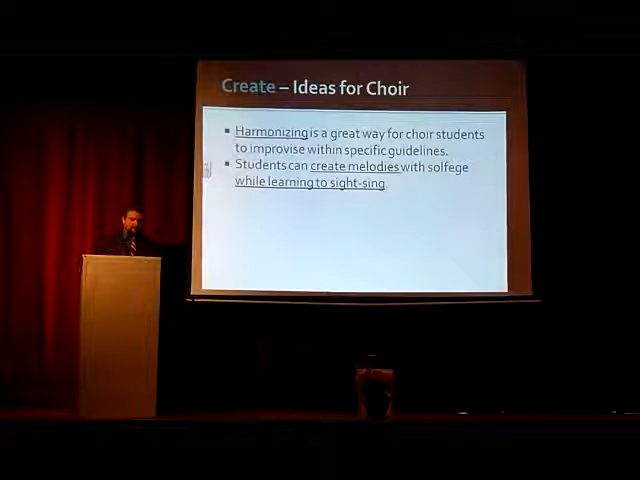 Create – Ideas for Choir
▪ Harmonizing is a great way for choir students
to improvise within specific guidelines.
▪ Students can create melodies with solfege
while learning to sight-sing.